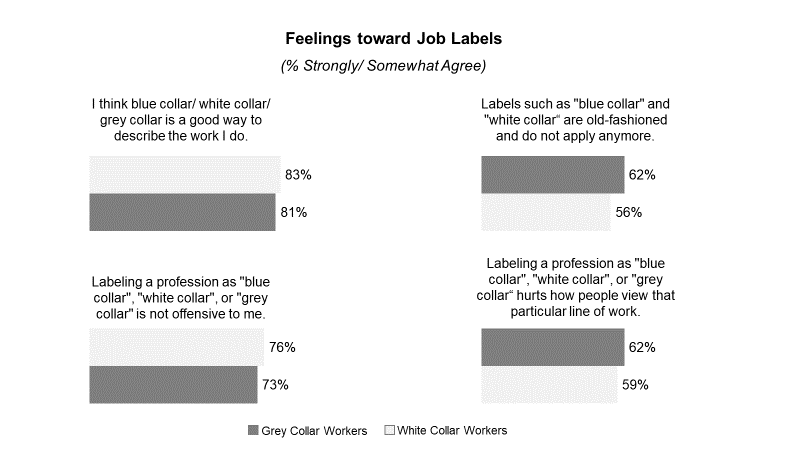 Feelings toward Job Labels
(% Strongly/ Somewhat Agree)
I think blue collar/ white collar/
grey collar is a good way to
describe the work I do.
83%
81%
Labels such as "blue collar" and
"white collar“ are old-fashioned
and do not apply anymore.
62%
56%
Labeling a profession as "blue
collar", "white collar", or "grey
collar" is not offensive to me.
76%
73%
Labeling a profession as "blue
collar", "white collar", or "grey
collar“ hurts how people view that
particular line of work.
62%
59%
Grey Collar Workers
White Collar Workers